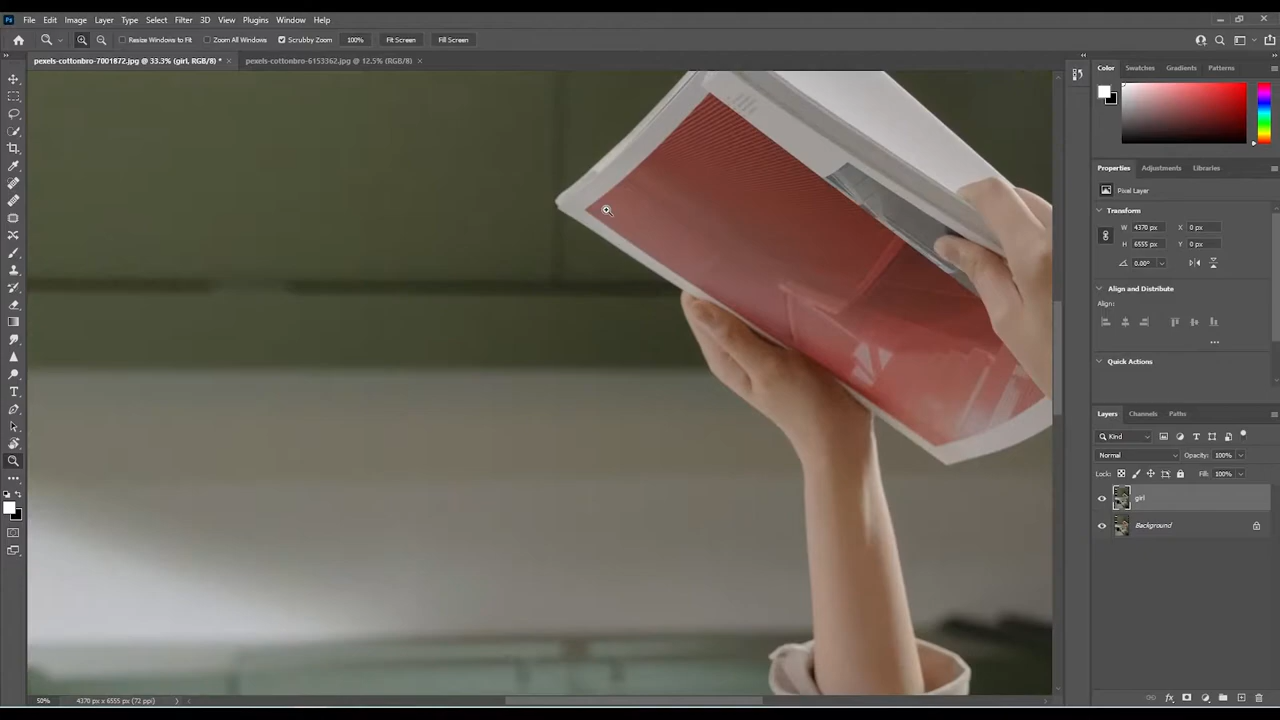 Ps File Edit Image Layer Type Select Filter 3D View Plugins Window Help
Resize Windows to Fit Zoom All Windows Scrubby Zoom 100% Fit Screen Fill Screen
pexels-cottonbro-7001872.jpg @ 33.3% (girl, RGB/8) * × pexels-cottonbro-6153362.jpg @ 12.5% (RGB/8) ×
Color Swatches Gradients Patterns
Properties Adjustments Libraries
Pixel Layer
Transform
W 4370 px X 0 px
H 6555 px Y 0 px
0.00°
Align and Distribute
Align:
...
Quick Actions
Layers Channels Paths
Kind
Normal Opacity: 100%
Lock: Fill: 100%
girl
Background
50% 4370 px x 6555 px (72 ppi)